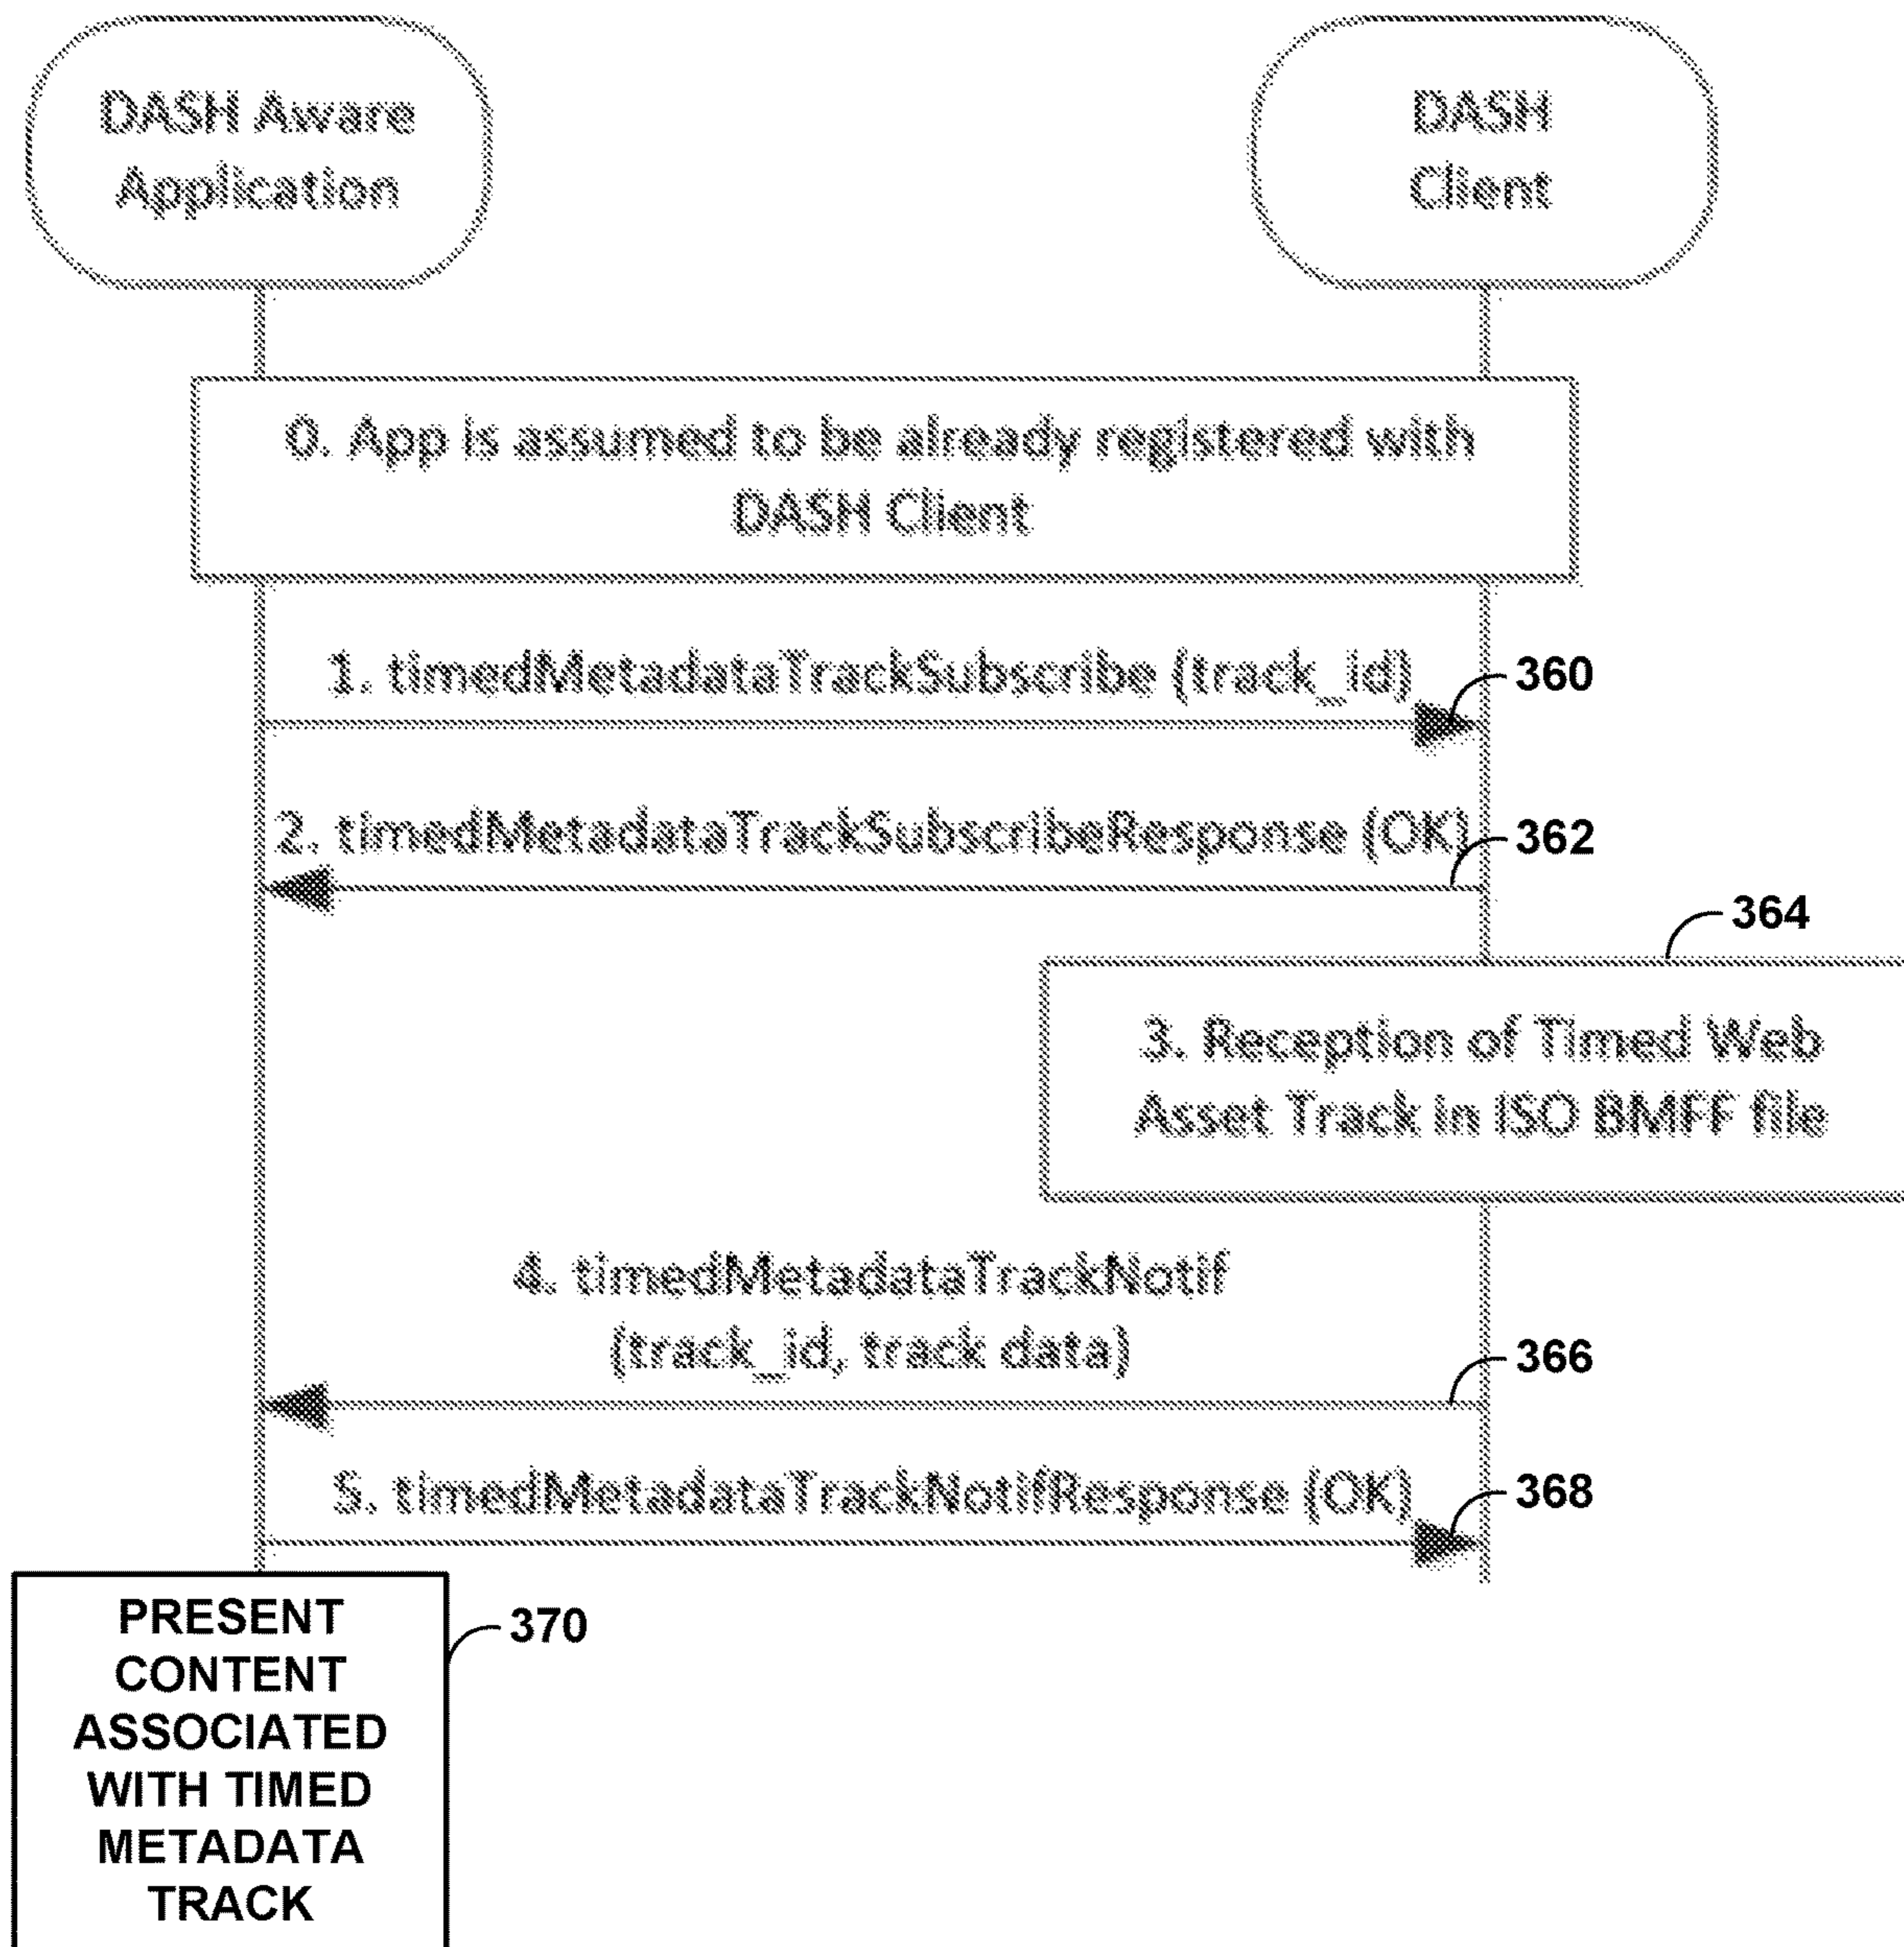 DASH Aware
Application
DASH
Client
0. App is assumed to be already registered with
DASH Client
1. timedMetadataTrackSubscribe (track_id)
360
2. timedMetadataTrackSubscribeResponse (OK)
362
364
3. Reception of Timed Web
Asset Track in ISO BMFF file
4. timedMetadataTrackNotif
(track_id, track data)
366
5. timedMetadataTrackNotifResponse (OK)
368
PRESENT
CONTENT
ASSOCIATED
WITH TIMED
METADATA
TRACK
370